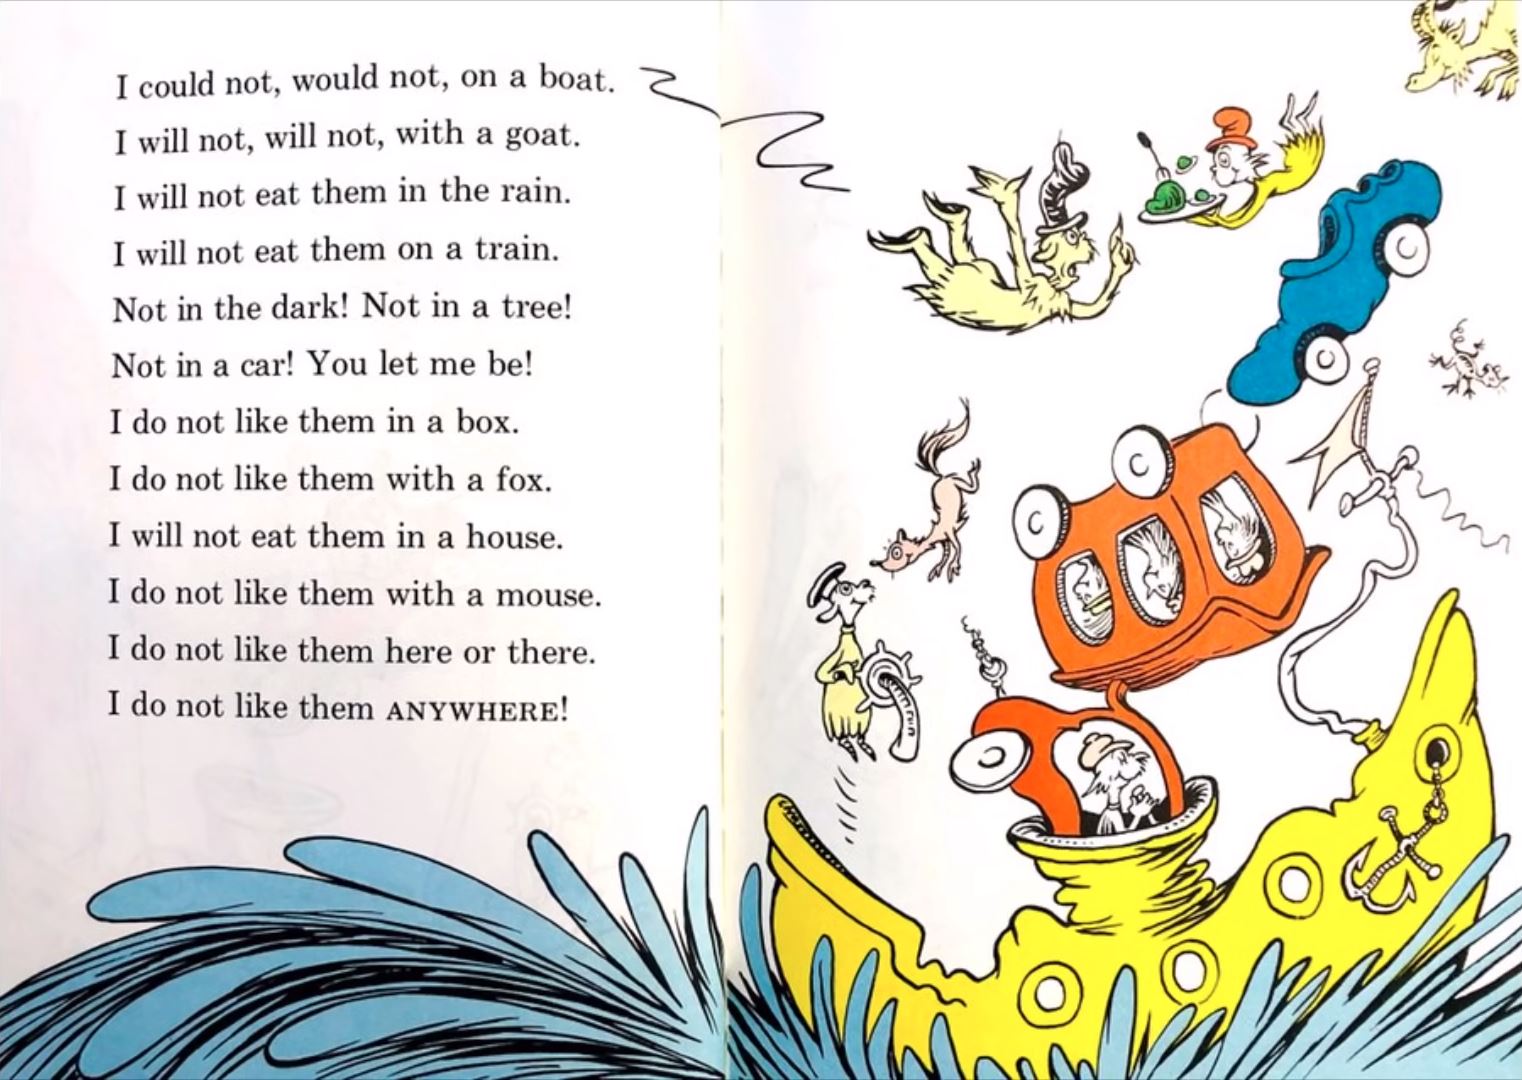 I could not, would not, on a boat.
I will not, will not, with a goat.
I will not eat them in the rain.
I will not eat them on a train.
Not in the dark! Not in a tree!
Not in a car! You let me be!
I do not like them in a box.
I do not like them with a fox.
I will not eat them in a house.
I do not like them with a mouse.
I do not like them here or there.
I do not like them ANYWHERE!